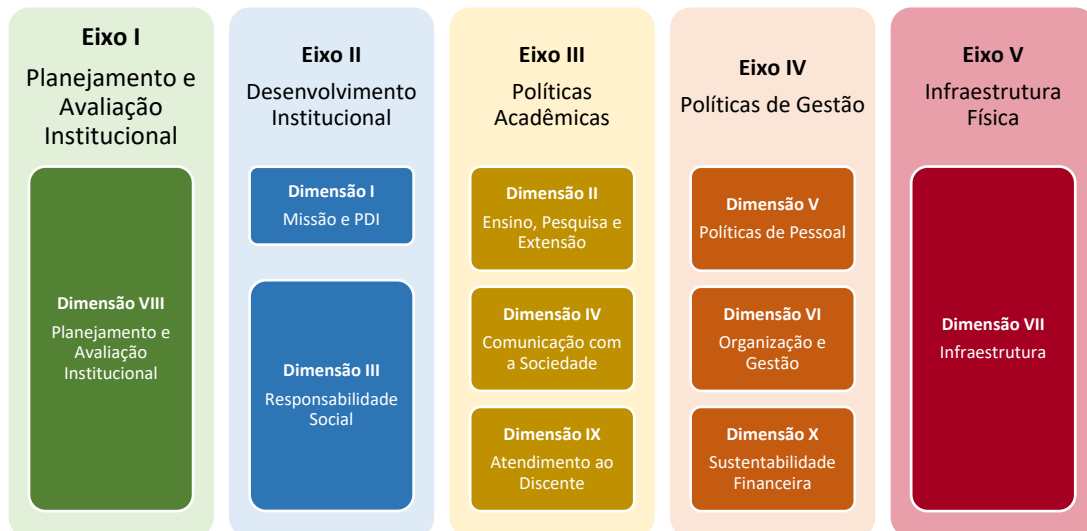 Eixo I
Planejamento e
Avaliação
Institucional
Dimensão VIII
Planejamento e
Avaliação
Institucional
Eixo II
Desenvolvimento
Institucional
Dimensão I
Missão e PDI
Dimensão III
Responsabilidade
Social
Eixo III
Políticas
Acadêmicas
Dimensão II
Ensino, Pesquisa e
Extensão
Dimensão IV
Comunicação com
a Sociedade
Dimensão IX
Atendimento ao
Discente
Eixo IV
Políticas de Gestão
Dimensão V
Políticas de Pessoal
Dimensão VI
Organização e
Gestão
Dimensão X
Sustentabilidade
Financeira
Eixo V
Infraestrutura
Física
Dimensão VII
Infraestrutura